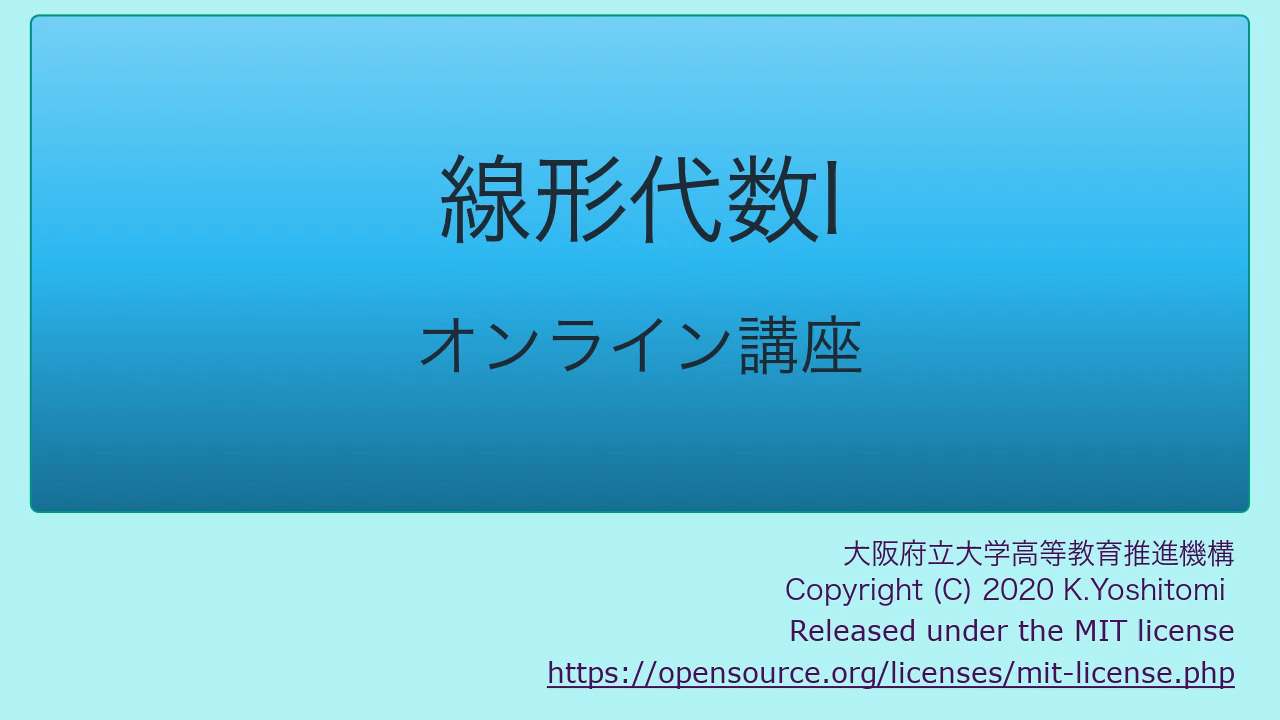 線形代数I
オンライン講座
大阪府立大学高等教育推進機構
Copyright (C) 2020 K.Yoshitomi
Released under the MIT license
https://opensource.org/licenses/mit-license.php